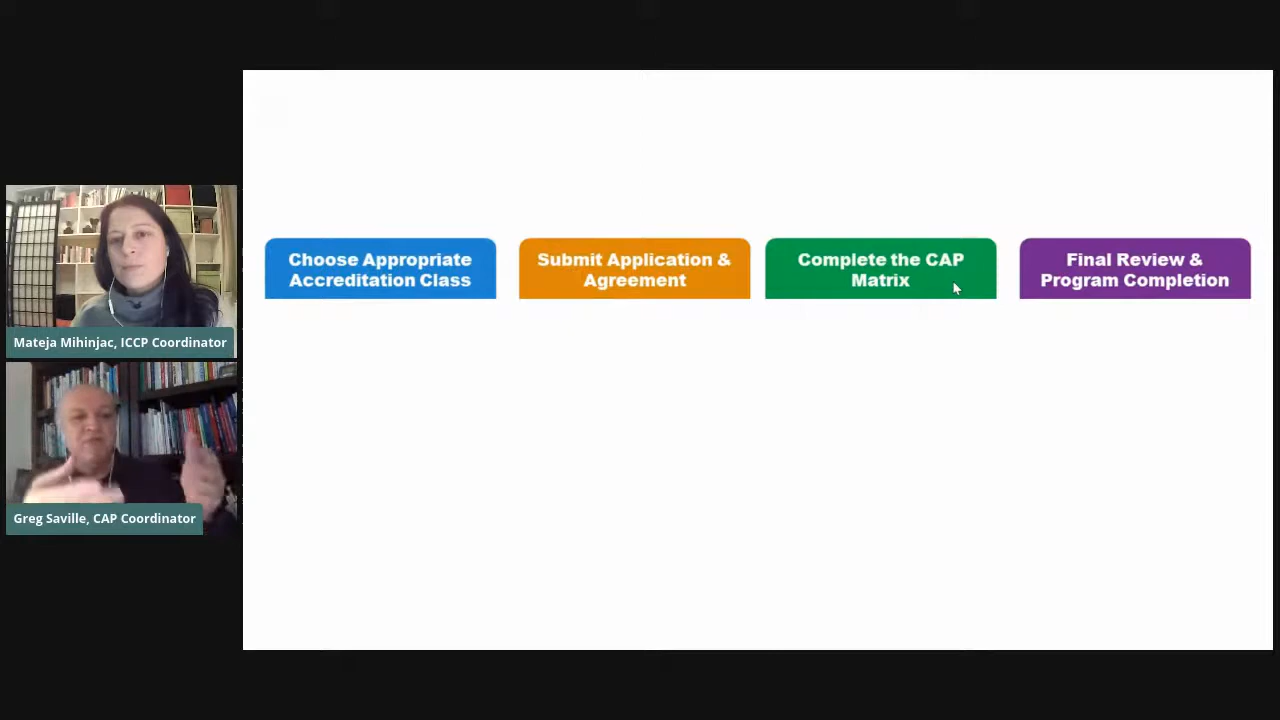 Choose Appropriate
Accreditation Class
Submit Application &
Agreement
Complete the CAP
Matrix
Final Review &
Program Completion
Mateja Mihinjac, ICCP Coordinator
Greg Saville, CAP Coordinator